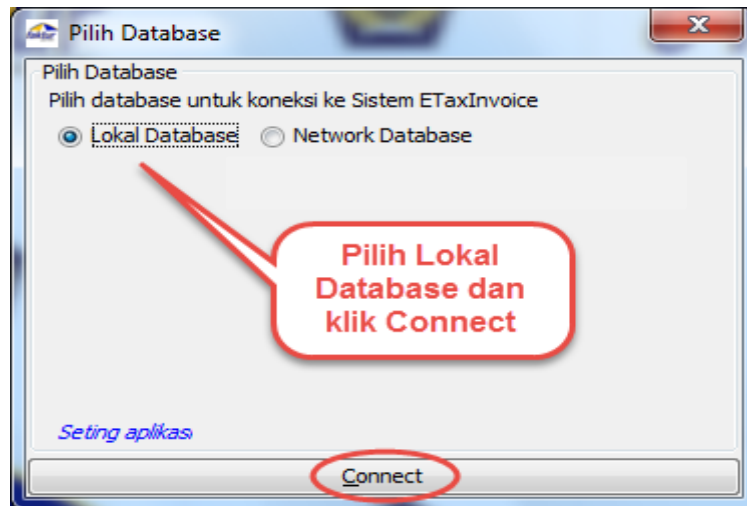 Pilih Database
Pilih Database
Pilih database untuk koneksi ke Sistem ETaxInvoice
Lokal Database Network Database
Pilih Lokal
Database dan
klik Connect
Seting aplikasi
Connect